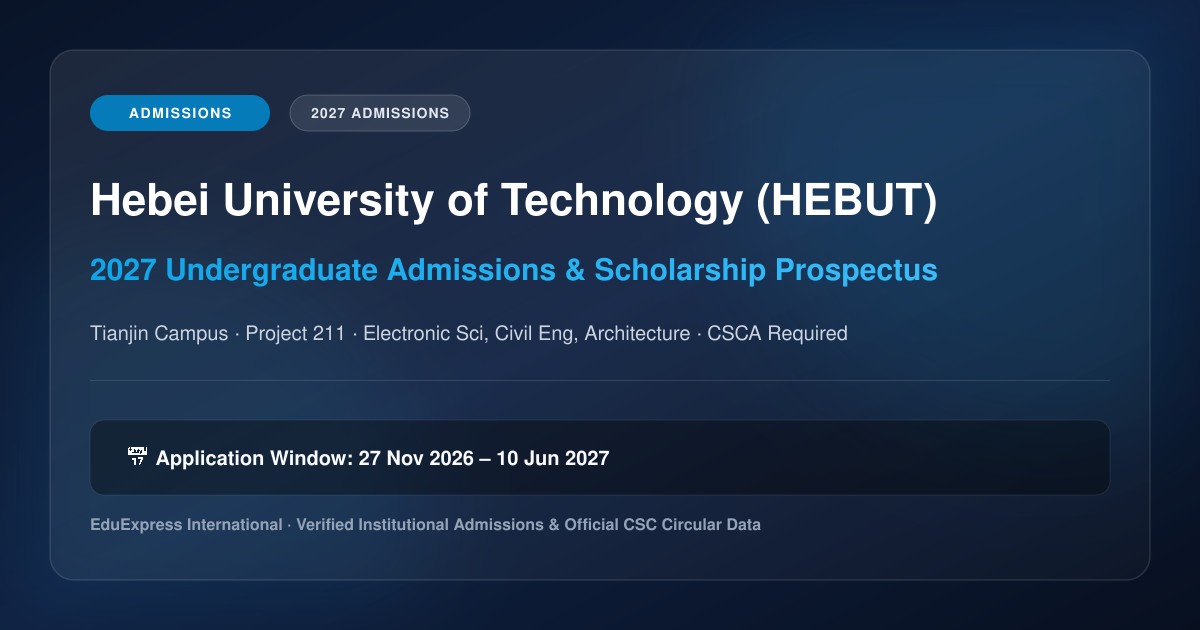 ADMISSIONS
2027 ADMISSIONS
Hebei University of Technology (HEBUT)
2027 Undergraduate Admissions & Scholarship Prospectus
Tianjin Campus · Project 211 · Electronic Sci, Civil Eng, Architecture · CSCA Required
17
Application Window: 27 Nov 2026 – 10 Jun 2027
EduExpress International · Verified Institutional Admissions & Official CSC Circular Data